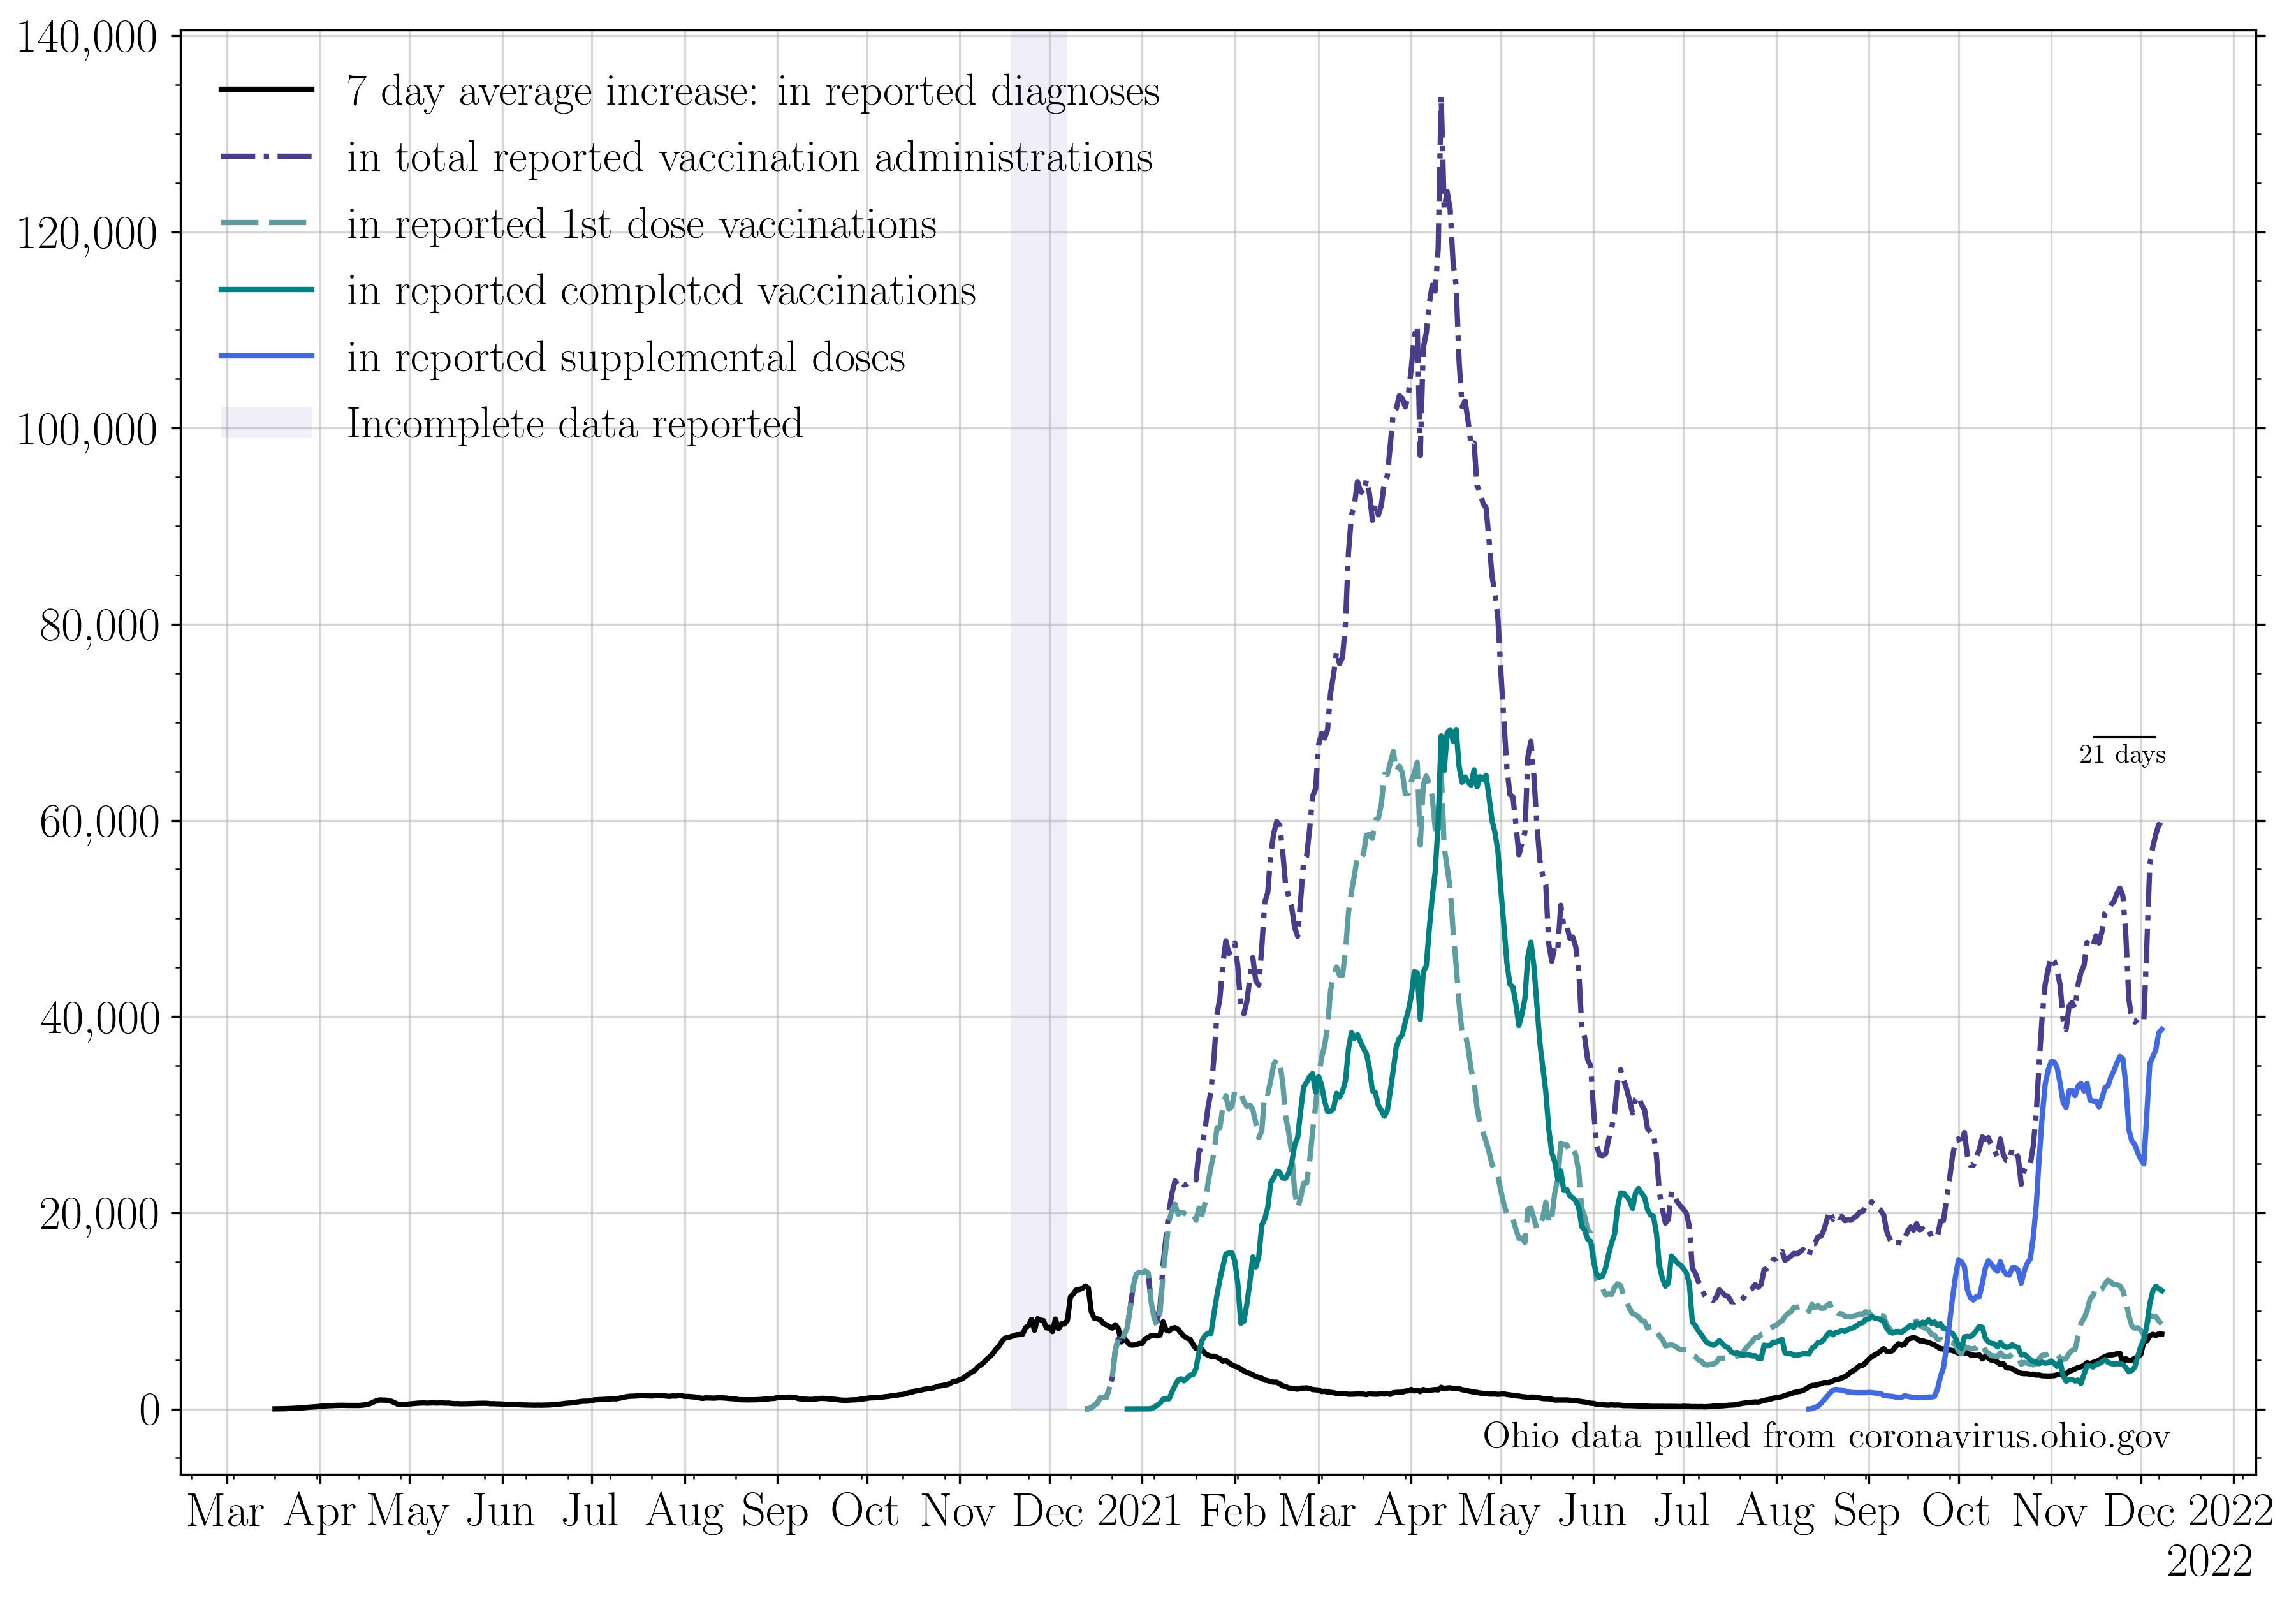 140,000
120,000
100,000
80,000
60,000
40,000
20,000
0
7 day average increase: in reported diagnoses
in total reported vaccination administrations
in reported 1st dose vaccinations
in reported completed vaccinations
in reported supplemental doses
Incomplete data reported
21 days
Ohio data pulled from coronavirus.ohio.gov
Mar Apr May Jun Jul Aug Sep Oct Nov Dec 2021 Feb Mar Apr May Jun Jul Aug Sep Oct Nov Dec 2022
2022